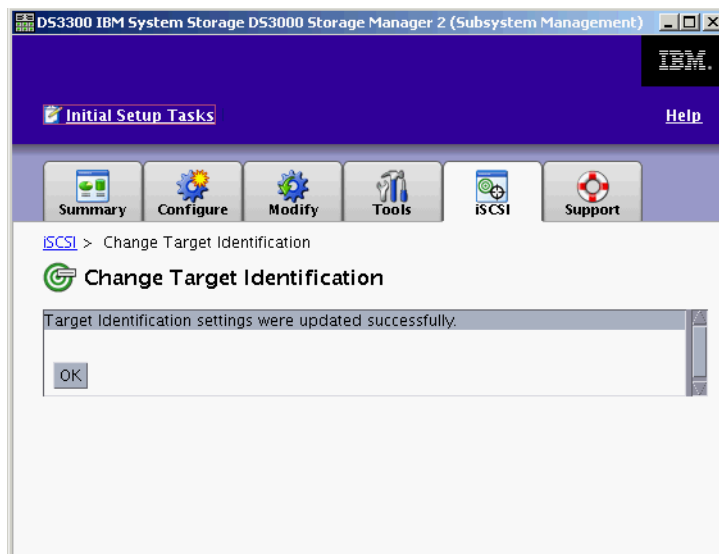 DS3300 IBM System Storage DS3000 Storage Manager 2 (Subsystem Management)
IBM.
Initial Setup Tasks
Help
Summary
Configure
Modify
Tools
iSCSI
Support
iSCSI > Change Target Identification
Change Target Identification
Target Identification settings were updated successfully.
OK